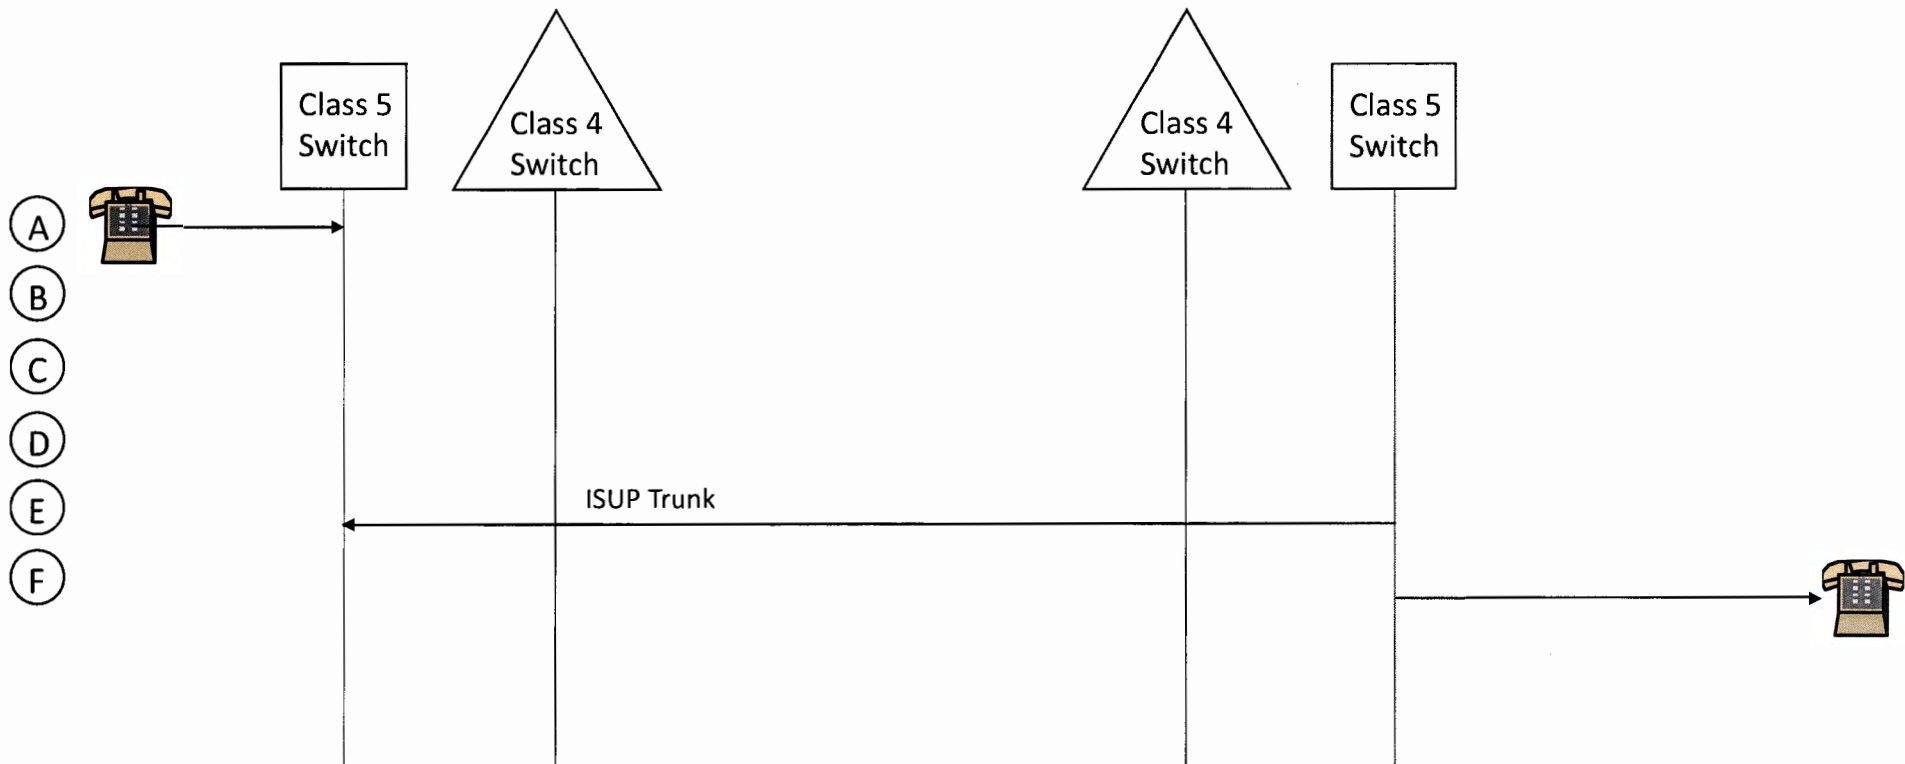 Class 5
Switch
Class 4
Switch
Class 4
Switch
Class 5
Switch
A
B
C
D
E
ISUP Trunk
F